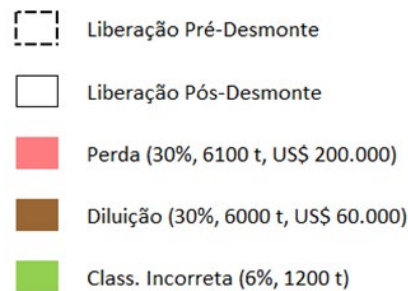 Liberação Pré-Desmonte
Liberação Pós-Desmonte
Perda (30%, 6100 t, US$ 200.000)
Diluição (30%, 6000 t, US$ 60.000)
Class. Incorreta (6%, 1200 t)